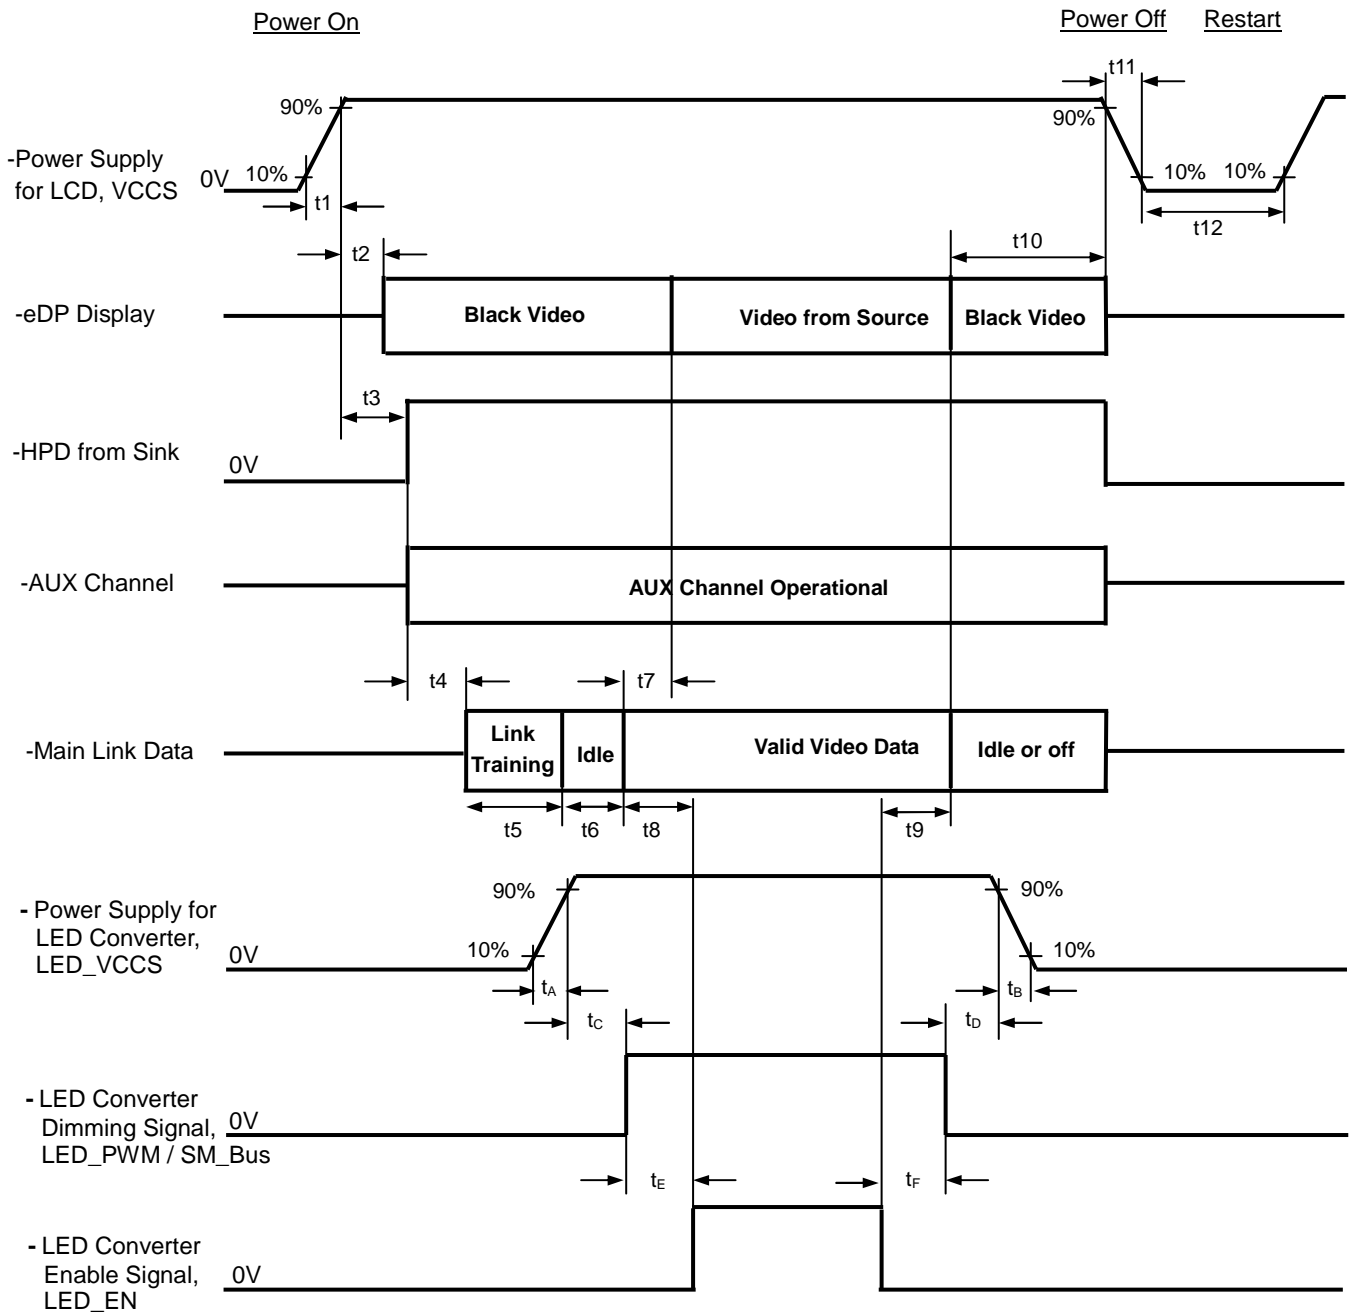 Power On
Power Off
Restart
t11
90%
90%
-Power Supply
for LCD, VCCS
0V
10%
10%
10%
t1
t12
t2
t10
-eDP Display
Black Video
Video from Source
Black Video
t3
-HPD from Sink
0V
-AUX Channel
AUX Channel Operational
t4
t7
-Main Link Data
Link
Training
Idle
Valid Video Data
Idle or off
t5
t6
t8
t9
90%
90%
- Power Supply for
LED Converter,
LED_VCCS
0V
10%
10%
tA
tB
tC
tD
- LED Converter
Dimming Signal,
LED_PWM / SM_Bus
0V
tE
tF
- LED Converter
Enable Signal,
LED_EN
0V